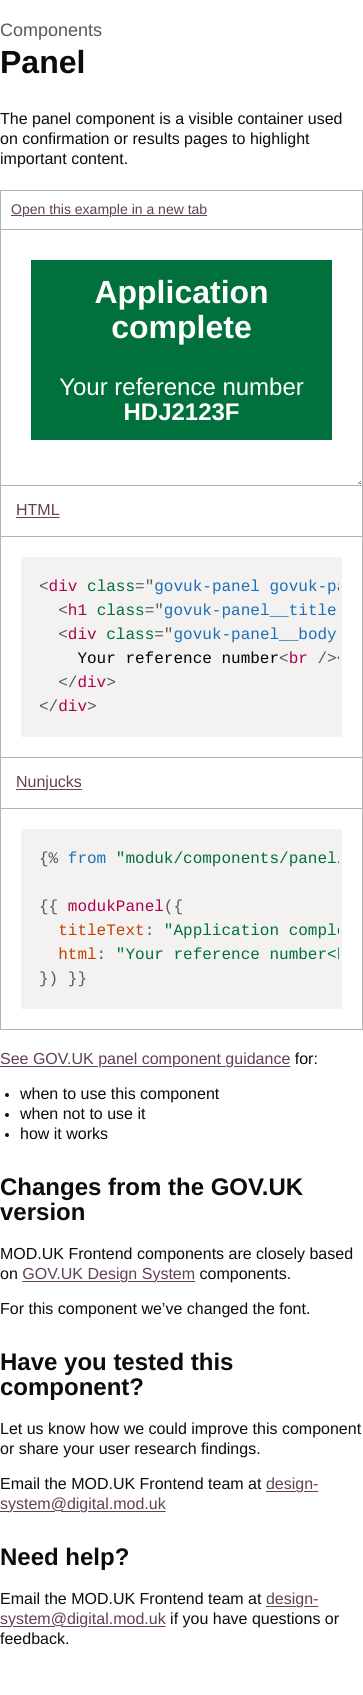 Components
Panel
The panel component is a visible container used
on confirmation or results pages to highlight
important content.
Open this example in a new tab
Application
complete
Your reference number
HDJ2123F
HTML
<div class="govuk-panel
  <h1 class="govuk-panel__title
  <div class="govuk-panel__body
    Your reference number<br />
  </div>
</div>
Nunjucks
{% from "moduk/components/panel
{{ modukPanel({
  titleText: "Application
  html: "Your reference number
}) }}
See GOV.UK panel component guidance for:
• when to use this component
• when not to use it
• how it works
Changes from the GOV.UK
version
MOD.UK Frontend components are closely based
on GOV.UK Design System components.
For this component we’ve changed the font.
Have you tested this
component?
Let us know how we could improve this component
or share your user research findings.
Email the MOD.UK Frontend team at design-
system@digital.mod.uk
Need help?
Email the MOD.UK Frontend team at design-
system@digital.mod.uk if you have questions or
feedback.